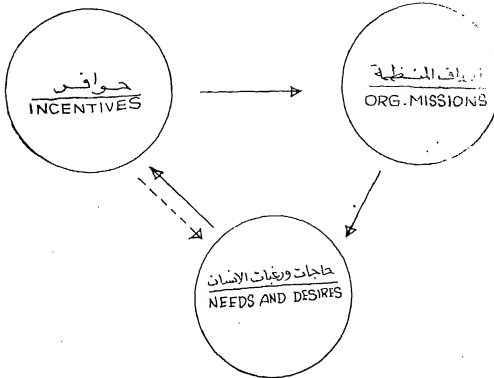 حوافز
INCENTIVES
المنظمة
ORG. MISSIONS
حاجات ورغبات الانسان
NEEDS AND DESIRES